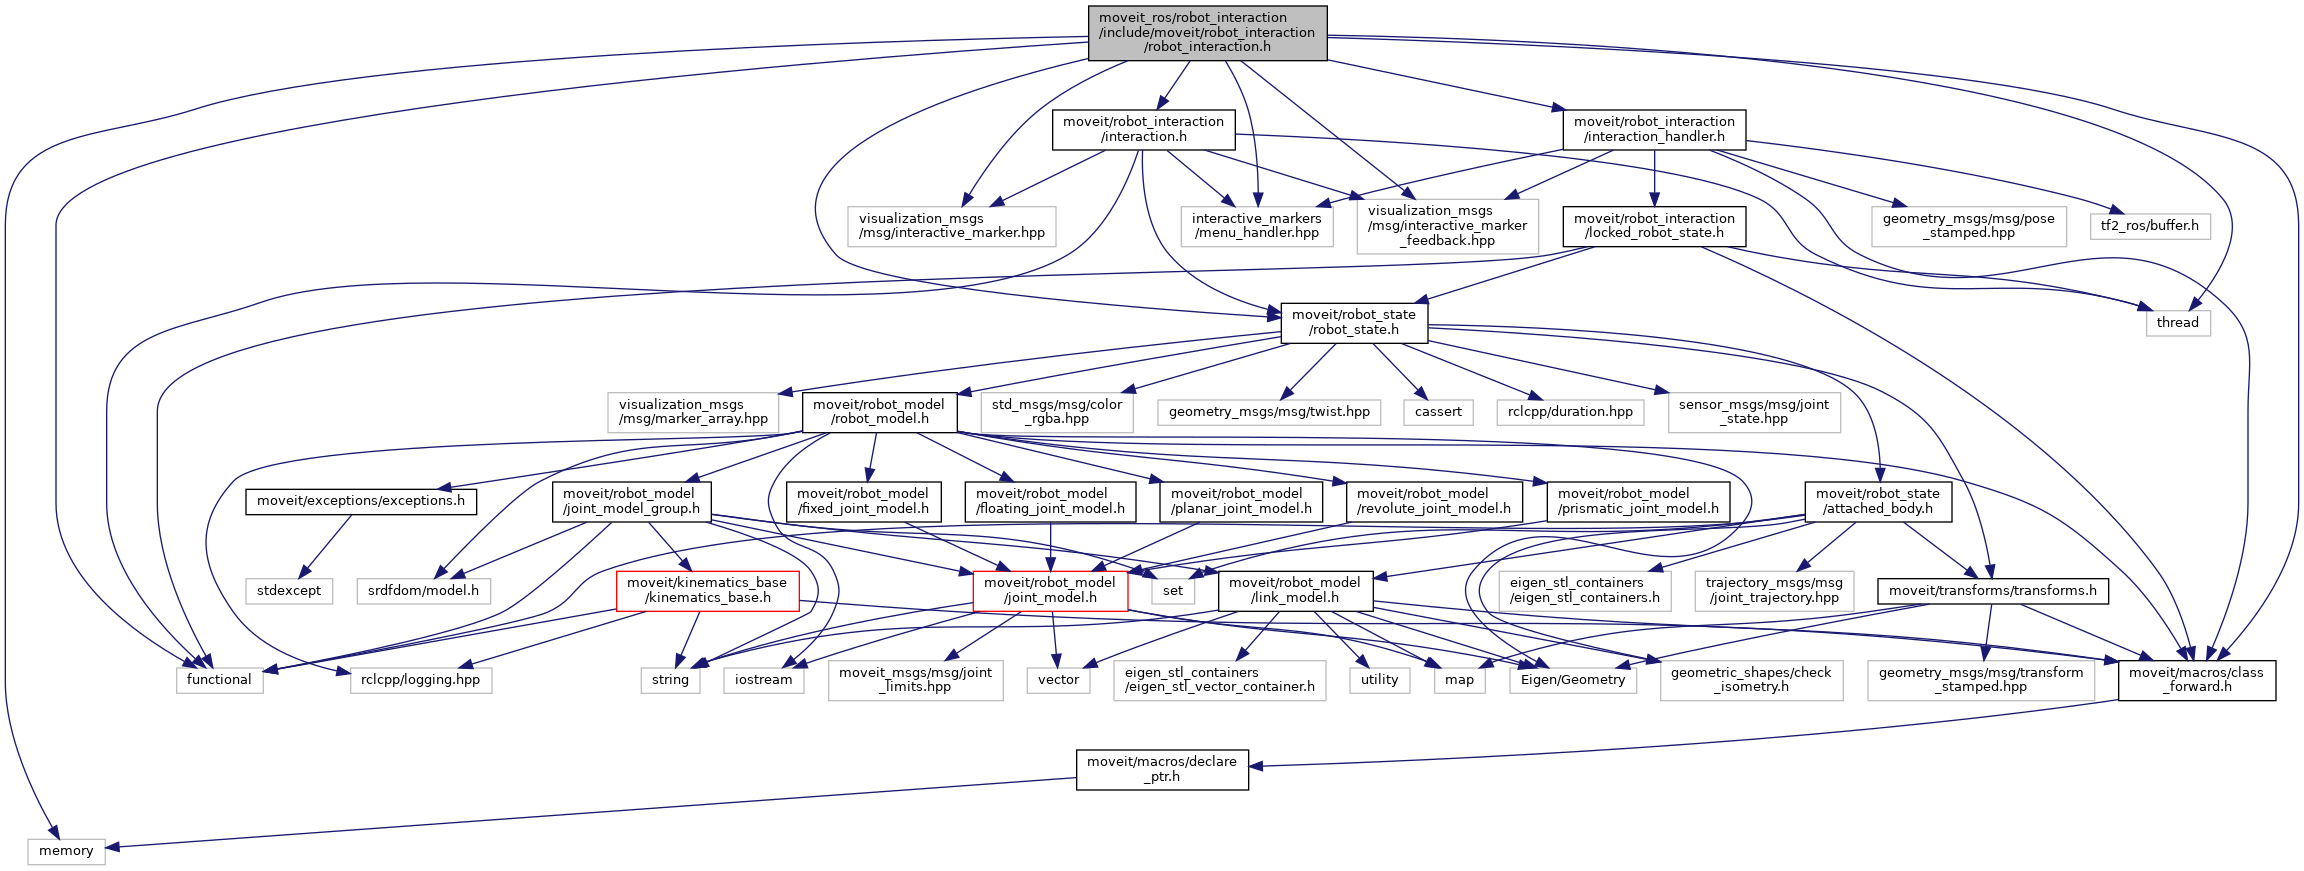 moveit_ros/robot_interaction
/include/moveit/robot_interaction
/robot_interaction.h
moveit/robot_interaction
/interaction.h
moveit/robot_interaction
/interaction_handler.h
visualization_msgs
/msg/interactive_marker.hpp
interactive_markers
/menu_handler.hpp
visualization_msgs
/msg/interactive_marker
_feedback.hpp
moveit/robot_interaction
/locked_robot_state.h
geometry_msgs/msg/pose
_stamped.hpp
tf2_ros/buffer.h
moveit/robot_state
/robot_state.h
thread
visualization_msgs
/msg/marker_array.hpp
moveit/robot_model
/robot_model.h
std_msgs/msg/color
_rgba.hpp
geometry_msgs/msg/twist.hpp
cassert
rclcpp/duration.hpp
sensor_msgs/msg/joint
_state.hpp
moveit/exceptions/exceptions.h
moveit/robot_model
/joint_model_group.h
moveit/robot_model
/fixed_joint_model.h
moveit/robot_model
/floating_joint_model.h
moveit/robot_model
/planar_joint_model.h
moveit/robot_model
/revolute_joint_model.h
moveit/robot_model
/prismatic_joint_model.h
moveit/robot_state
/attached_body.h
stdexcept
srdfdom/model.h
moveit/kinematics_base
/kinematics_base.h
moveit/robot_model
/joint_model.h
set
moveit/robot_model
/link_model.h
eigen_stl_containers
/eigen_stl_containers.h
trajectory_msgs/msg
/joint_trajectory.hpp
moveit/transforms/transforms.h
functional
rclcpp/logging.hpp
string
iostream
moveit_msgs/msg/joint
_limits.hpp
vector
eigen_stl_containers
/eigen_stl_vector_container.h
utility
map
Eigen/Geometry
geometric_shapes/check
_isometry.h
geometry_msgs/msg/transform
_stamped.hpp
moveit/macros/class
_forward.h
moveit/macros/declare
_ptr.h
memory